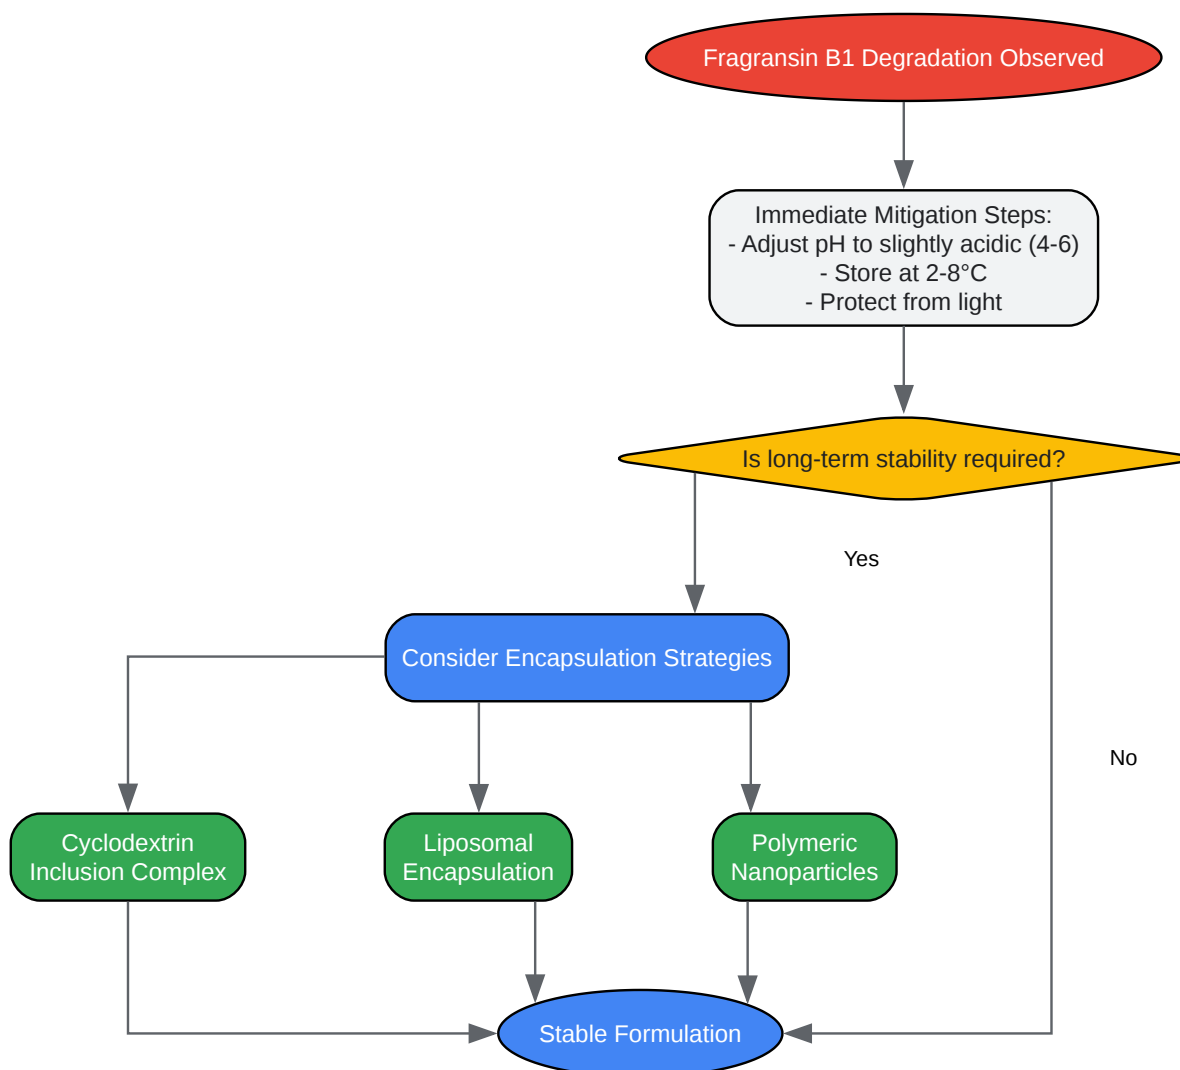 Fragransin B1 Degradation Observed
Immediate Mitigation Steps:
- Adjust pH to slightly acidic (4-6)
- Store at 2-8°C
- Protect from light
Is long-term stability required?
Yes
Consider Encapsulation Strategies
No
Cyclodextrin
Inclusion Complex
Liposomal
Encapsulation
Polymeric
Nanoparticles
Stable Formulation